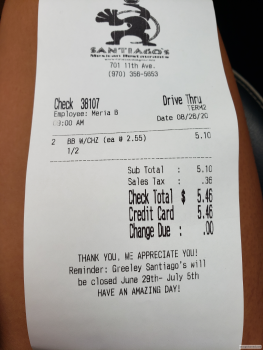 SANTIAGO'S
Mexican Restaurants
701 11th Ave.
(970) 356-5653
Check 38107
Drive Thru
Employee: Maria B
TERM2
Date 08/26/20
2 BB W/CHZ (ea @ 2.55) 5.10
1/2
Sub Total : 5.10
Sales Tax : .36
Check Total $ 5.46
Credit Card 5.46
Change Due : .00
THANK YOU, WE APPRECIATE YOU!
Reminder: Greeley Santiago's will
be closed June 29th- July 5th
HAVE AN AMAZING DAY!